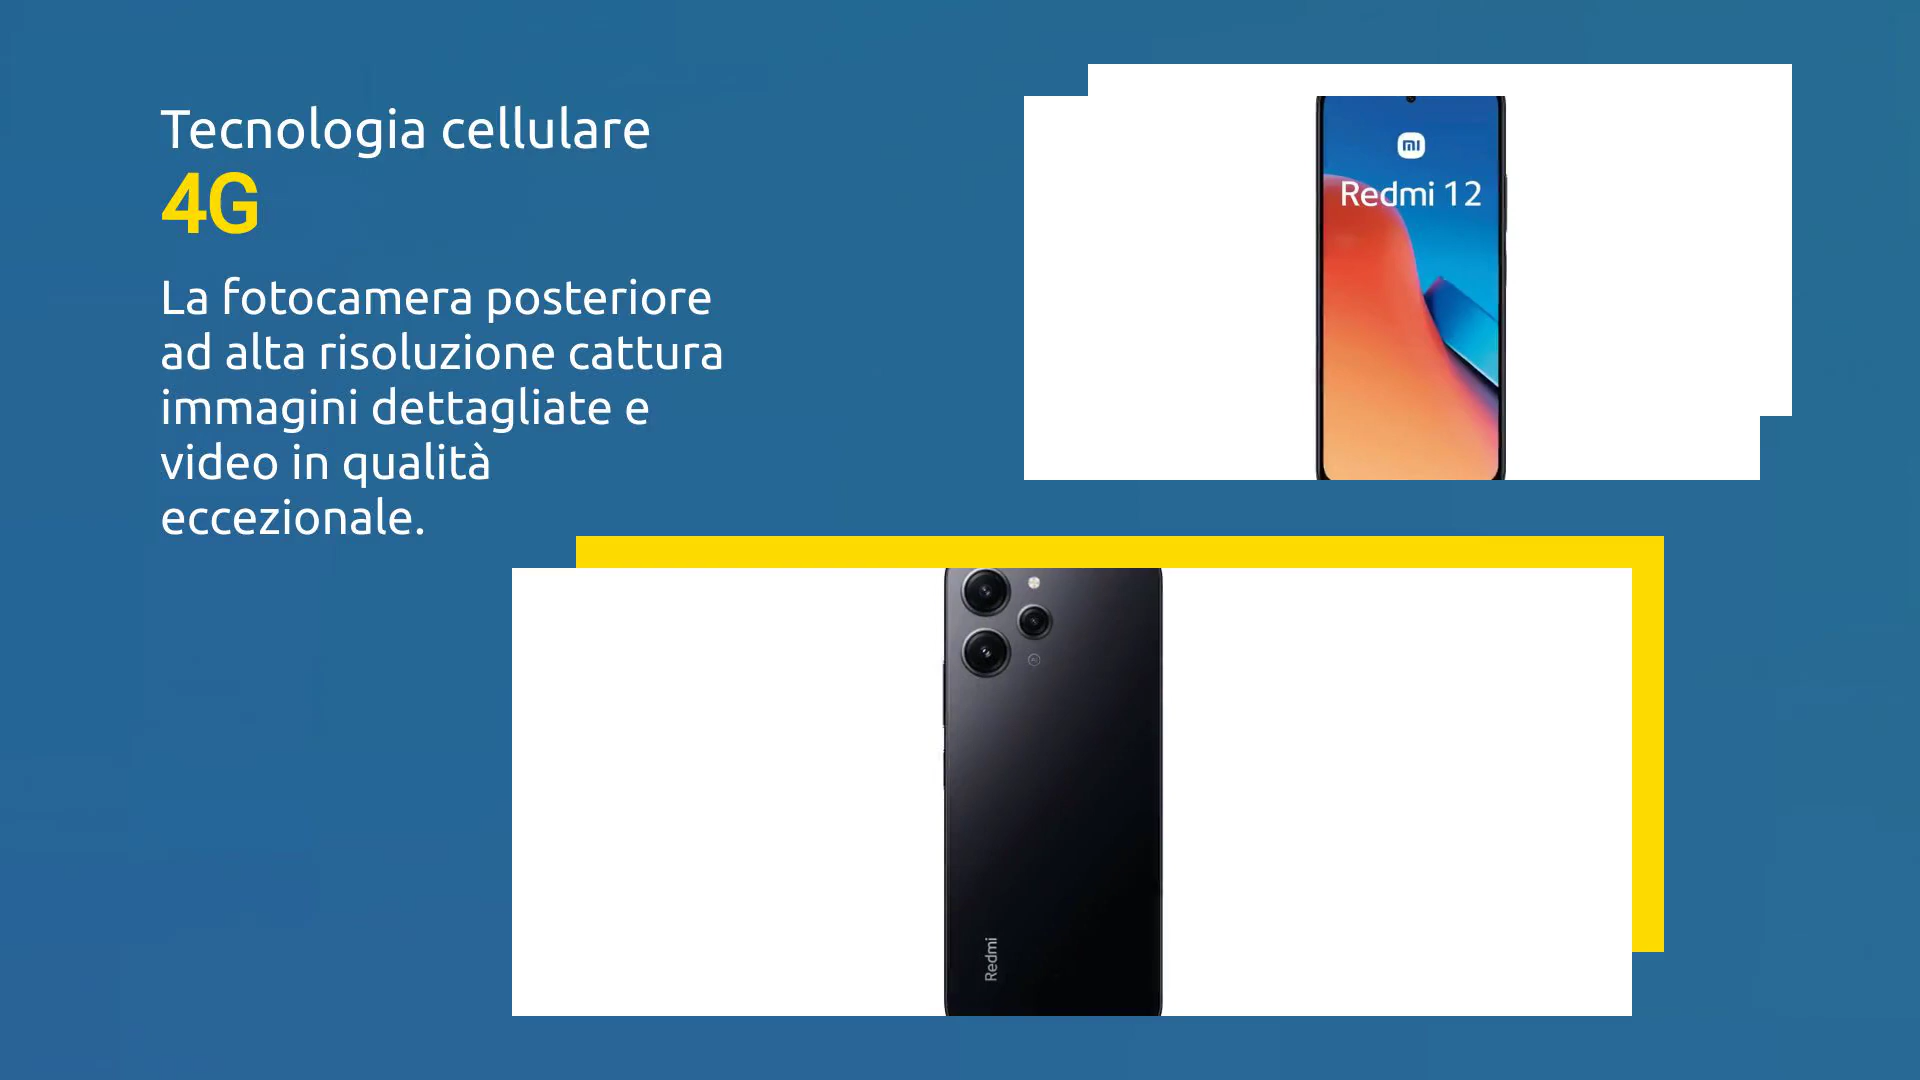 Tecnologia cellulare
4G
La fotocamera posteriore
ad alta risoluzione cattura
immagini dettagliate e
video in qualità
eccezionale.
mi
Redmi 12
Redmi